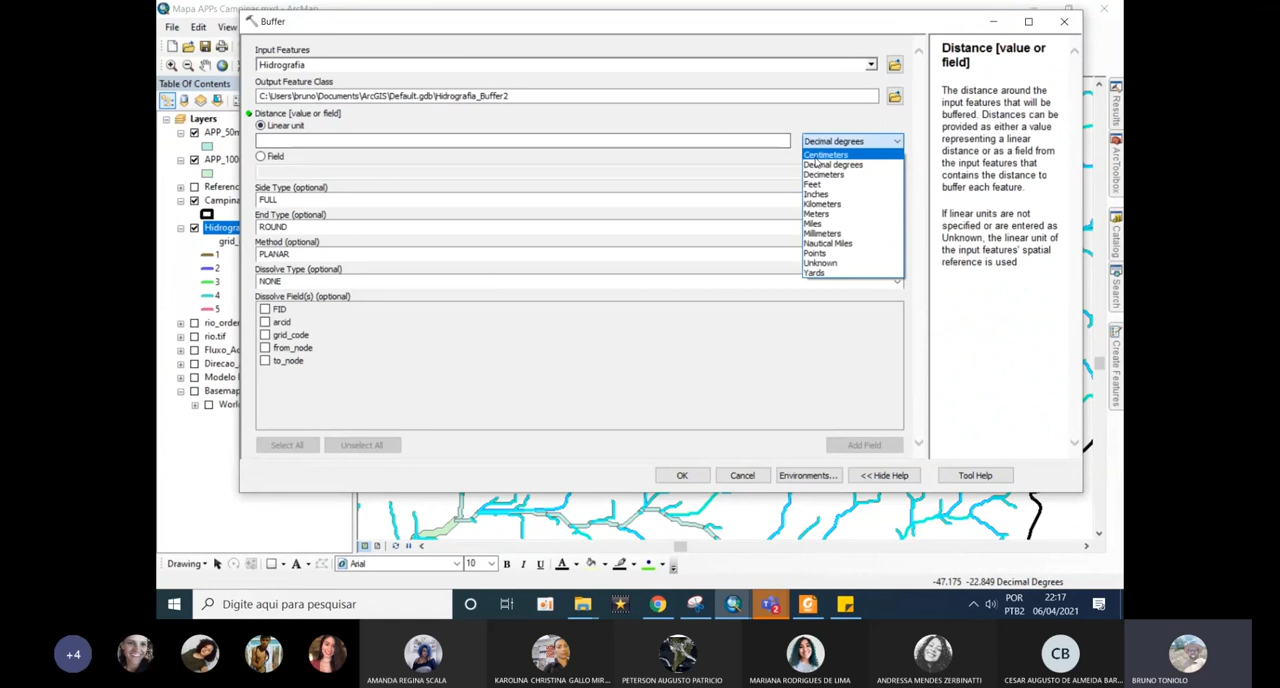 Mapa APPs Campinas.mxd - ArcMap
File Edit View
Buffer
Table Of Contents
Layers
APP_50m
APP_100
Referenc
Campina
Hidrogra
grid_
1
2
3
4
5
rio_orde
rio.tif
Fluxo_Ac
Direcao_
Modelo
Basemap
Worl
Input Features
Hidrografia
Output Feature Class
C:\Users\bruno\Documents\ArcGIS\Default.gdb\Hidrografia_Buffer2
Distance [value or field]
Linear unit
Decimal degrees
Centimeters
Decimal degrees
Decimeters
Feet
Inches
Kilometers
Meters
Miles
Millimeters
Nautical Miles
Points
Unknown
Yards
Field
Side Type (optional)
FULL
End Type (optional)
ROUND
Method (optional)
PLANAR
Dissolve Type (optional)
NONE
Dissolve Field(s) (optional)
FID
arcid
grid_code
from_node
to_node
Select All Unselect All Add Field
OK Cancel Environments... << Hide Help Tool Help
Distance [value or
field]
The distance around the
input features that will be
buffered. Distances can be
provided as either a value
representing a linear
distance or as a field from
the input features that
contains the distance to
buffer each feature.
If linear units are not
specified or are entered as
Unknown, the linear unit of
the input features' spatial
reference is used
Results
ArcToolbox
Catalog
Search
Create Features
Drawing Arial 10 B I U A
-47.175 -22.849 Decimal Degrees
Digite aqui para pesquisar
POR
PTB2
22:17
06/04/2021
+4
AMANDA REGINA SCALA
KAROLINA CHRISTINA GALLO MIR...
PETERSON AUGUSTO PATRICIO
MARIANA RODRIGUES DE LIMA
ANDRESSA MENDES ZERBINATTI
CB
CESAR AUGUSTO DE ALMEIDA BAR...
BRUNO TONIOLO